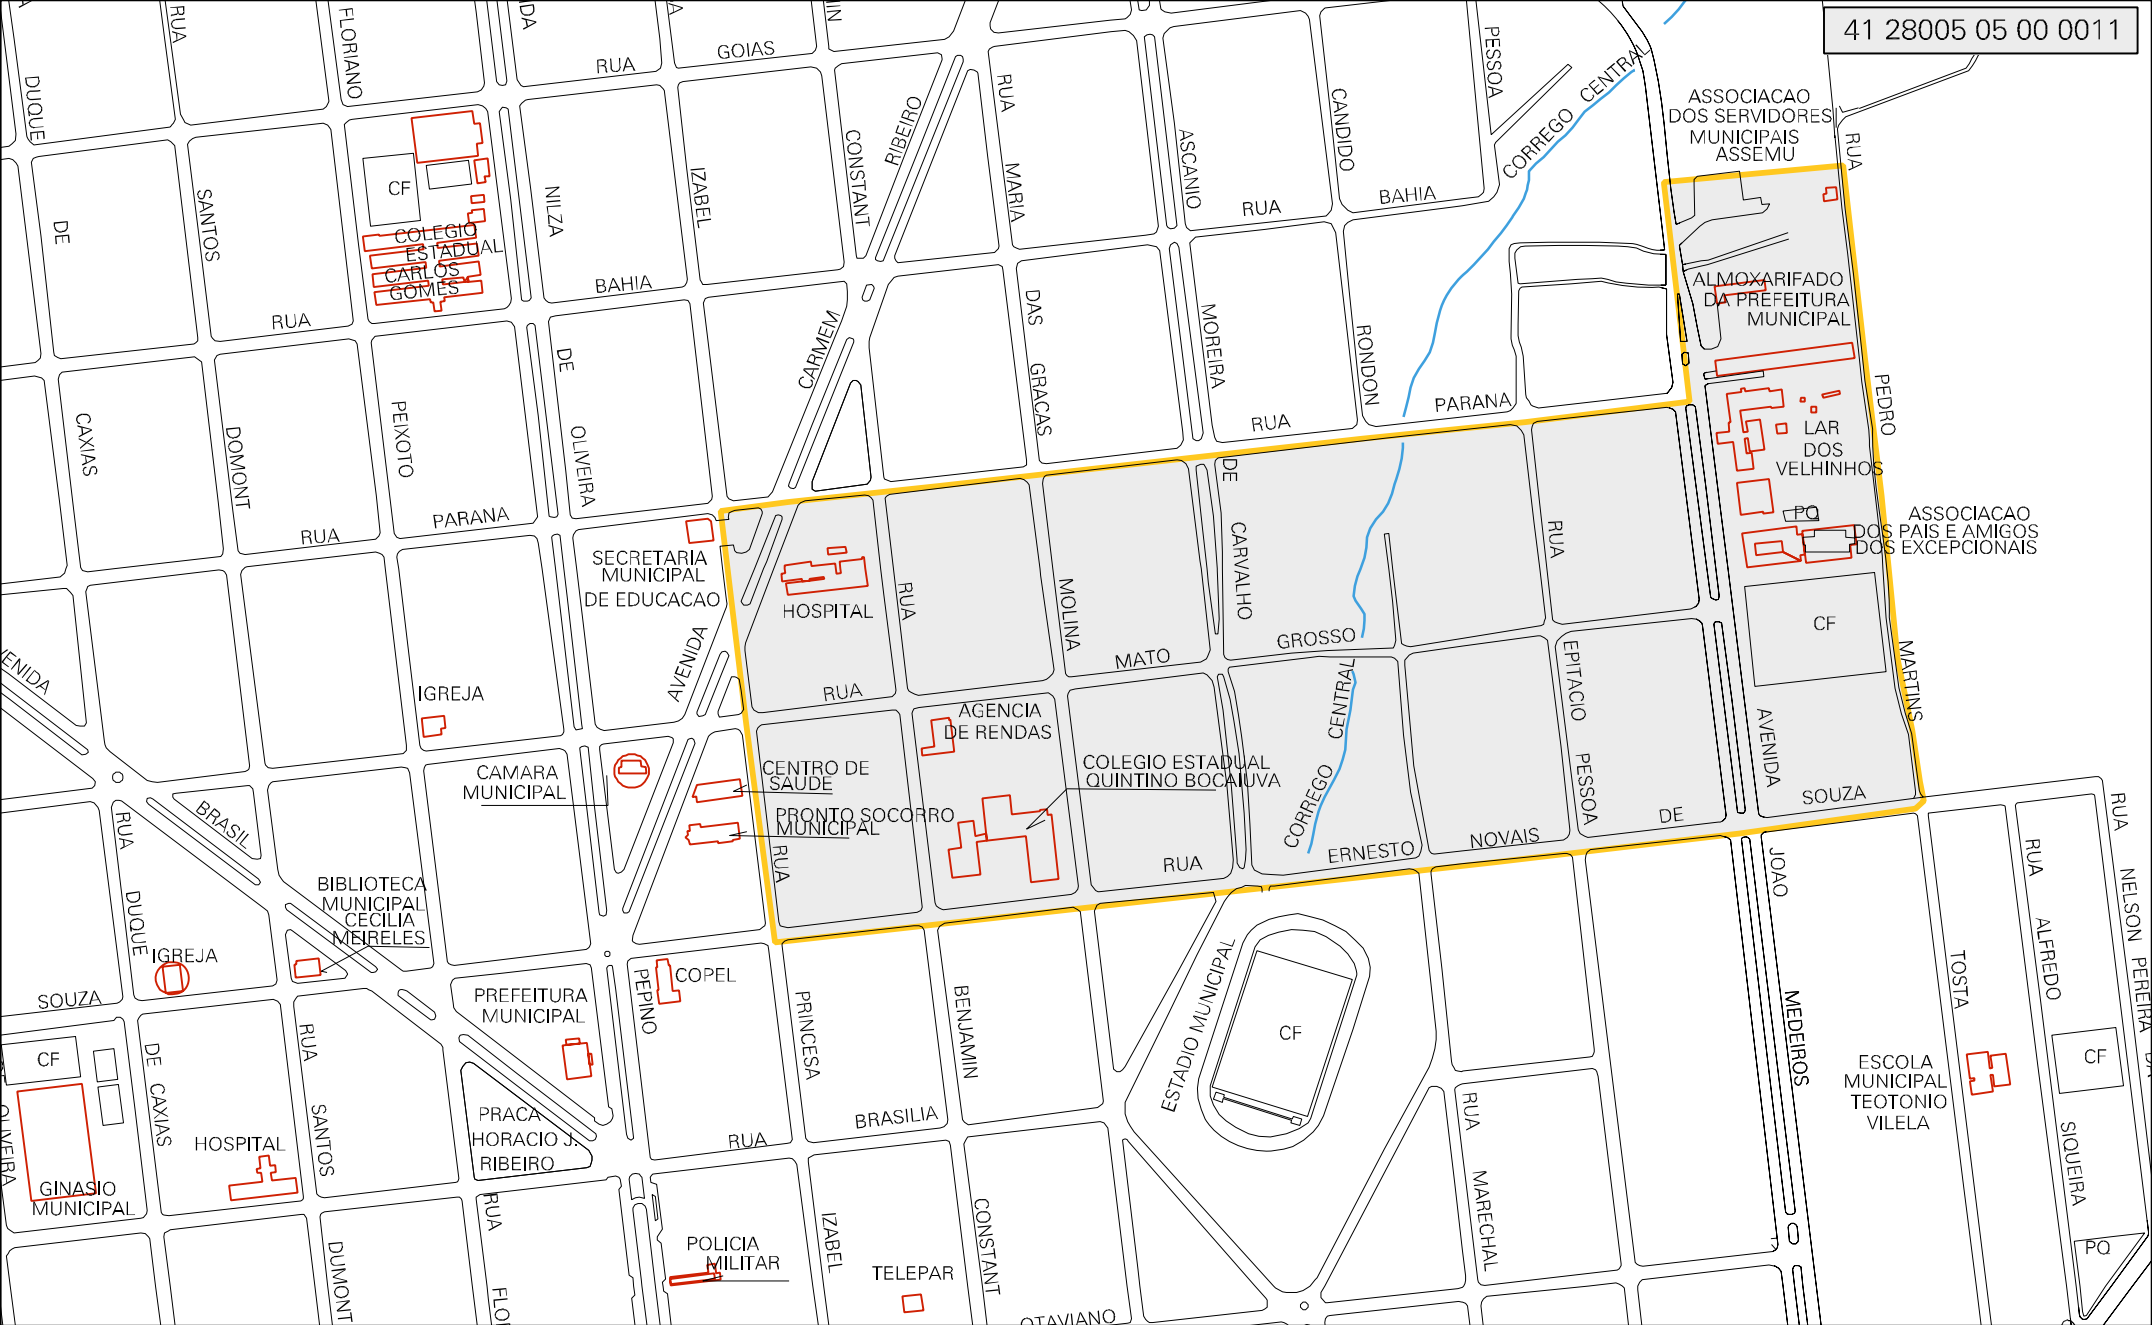 41 28005 05 00 0011
RUA
FLORIANO
RUA
GOIAS
DUQUE
PESSOA
CORREGO CENTRAL
ASSOCIACAO
DOS SERVIDORES
MUNICIPAIS
ASSEMU
RUA
RIBEIRO
CONSTANT
RUA
MARIA
ASCANIO
CANDIDO
RUA
BAHIA
CF
COLEGIO
ESTADUAL
CARLOS
GOMES
SANTOS
DE
NILZA
IZABEL
RUA
BAHIA
CARMEM
DAS
GRACAS
MOREIRA
RONDON
RUA
PARANA
ALMOXARIFADO
DA PREFEITURA
MUNICIPAL
PEDRO
LAR
DOS
VELHINHOS
PQ
ASSOCIACAO
DOS PAIS E AMIGOS
DOS EXCEPCIONAIS
CF
MARTINS
CAXIAS
DOMONT
PEIXOTO
DE
OLIVEIRA
RUA
PARANA
SECRETARIA
MUNICIPAL
DE EDUCACAO
AVENIDA
HOSPITAL
RUA
MOLINA
DE
CARVALHO
RUA
RUA
MATO
GROSSO
EPITACIO
PESSOA
AVENIDA
CORREGO CENTRAL
IGREJA
CAMARA
MUNICIPAL
CENTRO DE
SAUDE
PRONTO SOCORRO
MUNICIPAL
RUA
AGENCIA
DE RENDAS
COLEGIO ESTADUAL
QUINTINO BOCAIUVA
RUA
ERNESTO
NOVAIS
DE
SOUZA
BRASIL
RUA
DUQUE
BIBLIOTECA
MUNICIPAL
CECILIA
MEIRELES
IGREJA
SOUZA
PREFEITURA
MUNICIPAL
PEPINO
COPEL
PRINCESA
BENJAMIN
ESTADIO MUNICIPAL
CF
JOAO
MEDEIROS
TOSTA
RUA
ALFREDO
RUA
NELSON PEREIRA
CF
DE CAXIAS
RUA
SANTOS
HOSPITAL
GINASIO
MUNICIPAL
OLIVEIRA
PRACA
HORACIO J.
RIBEIRO
RUA
BRASILIA
RUA
MARECHAL
ESCOLA
MUNICIPAL
TEOTONIO
VILELA
CF
SIQUEIRA
PQ
RUA
DUMONT
POLICIA
MILITAR
IZABEL
TELEPAR
CONSTANT
OTAVIANO